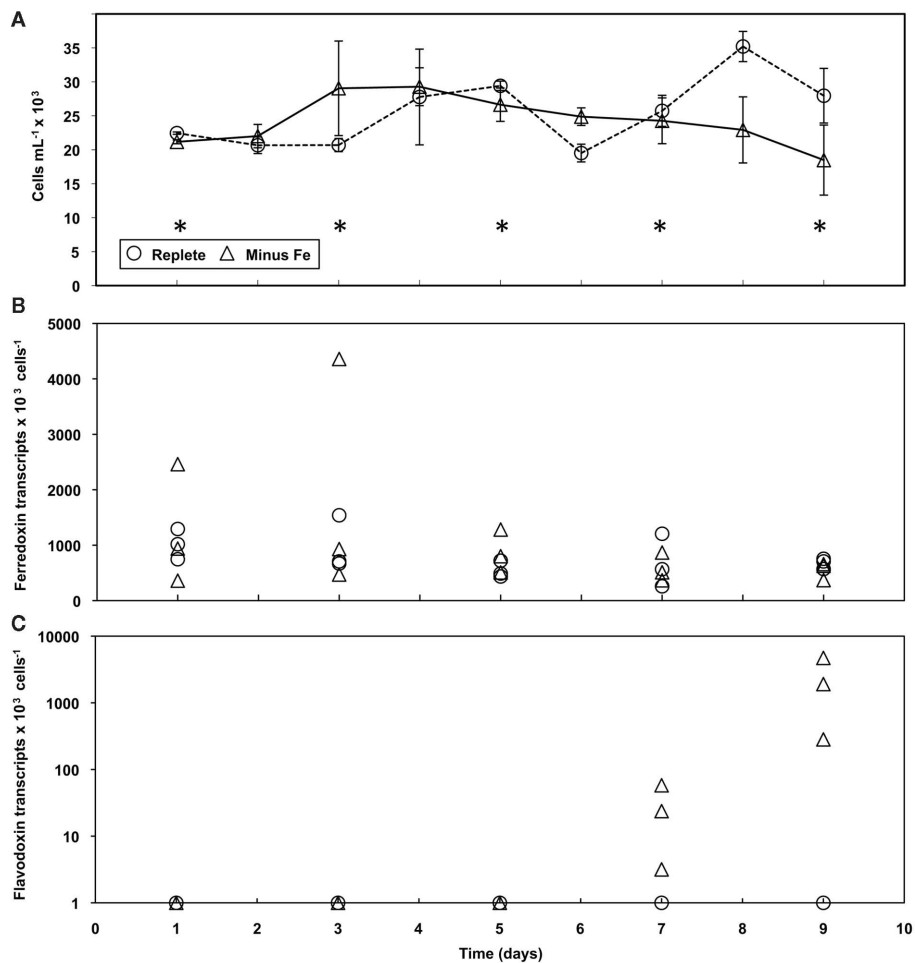 A
Cells mL⁻¹ x 10³
35
30
25
20
15
10
5
0
* * * * *
Replete Minus Fe
B
Ferredoxin transcripts x 10³ cells⁻¹
5000
4000
3000
2000
1000
0
C
Flavodoxin transcripts x 10³ cells⁻¹
10000
1000
100
10
1
0 1 2 3 4 5 6 7 8 9 10
Time (days)